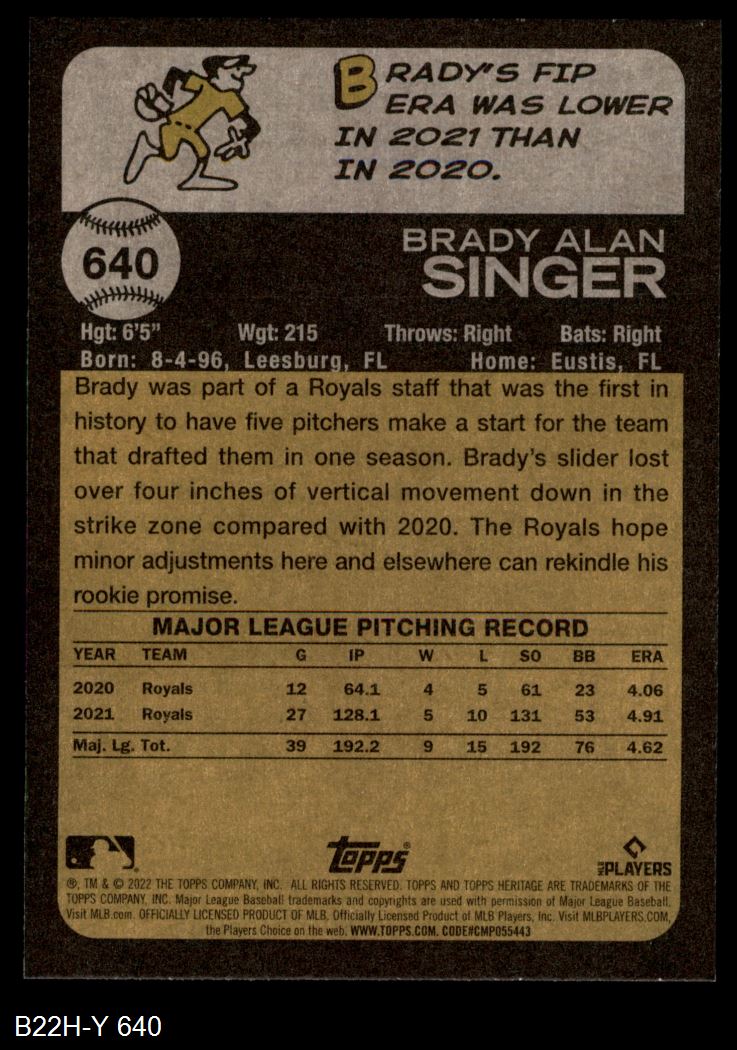 BRADY'S FIP
ERA WAS LOWER
IN 2021 THAN
IN 2020.
640
BRADY ALAN
SINGER
Hgt: 6'5" Wgt: 215 Throws: Right Bats: Right
Born: 8-4-96, Leesburg, FL Home: Eustis, FL
Brady was part of a Royals staff that was the first in
history to have five pitchers make a start for the team
that drafted them in one season. Brady's slider lost
over four inches of vertical movement down in the
strike zone compared with 2020. The Royals hope
minor adjustments here and elsewhere can rekindle his
rookie promise.
MAJOR LEAGUE PITCHING RECORD
YEAR TEAM G IP W L SO BB ERA
2020 Royals 12 64.1 4 5 61 23 4.06
2021 Royals 27 128.1 5 10 131 53 4.91
Maj. Lg. Tot. 39 192.2 9 15 192 76 4.62
Topps®
MLB PLAYERS
®, TM & © 2022 THE TOPPS COMPANY, INC. ALL RIGHTS RESERVED. TOPPS AND TOPPS HERITAGE ARE TRADEMARKS OF THE
TOPPS COMPANY, INC. Major League Baseball trademarks and copyrights are used with permission of Major League Baseball.
Visit MLB.com. OFFICIALLY LICENSED PRODUCT OF MLB, Officially Licensed Product of MLB Players, Inc. Visit MLBPLAYERS.COM,
the Players Choice on the web. WWW.TOPPS.COM. CODE#CMP055443
B22H-Y 640